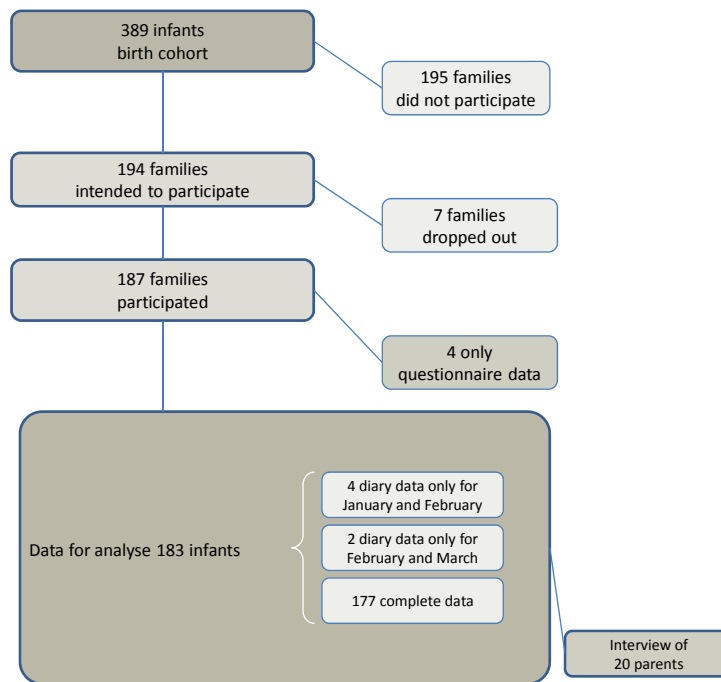 389 infants
birth cohort
195 families
did not participate
194 families
intended to participate
7 families
dropped out
187 families
participated
4 only
questionnaire data
4 diary data only for
January and February
Data for analyse 183 infants
2 diary data only for
February and March
177 complete data
Interview of
20 parents